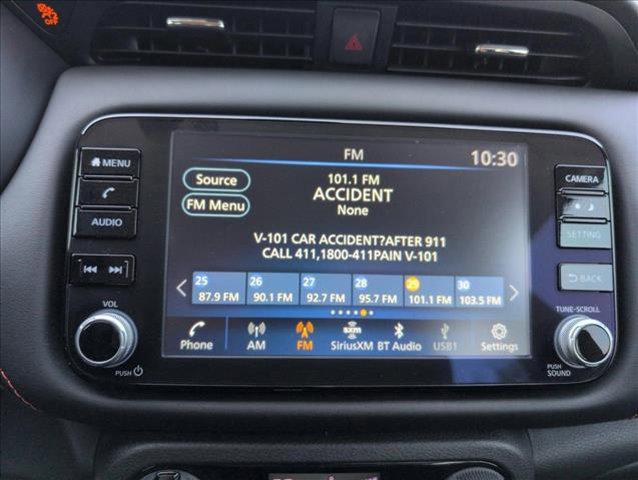 OFF
FM
10:30
MENU
AUDIO
VOL
PUSH
Source
FM Menu
101.1 FM
ACCIDENT
None
V-101 CAR ACCIDENT?AFTER 911
CALL 411,1800-411PAIN V-101
25 26 27 28 29 30
87.9 FM 90.1 FM 92.7 FM 95.7 FM 101.1 FM 103.5 FM
Phone AM FM SiriusXM BT Audio USB1 Settings
sxm
CAMERA
SETTING
BACK
TUNE-SCROLL
PUSH
SOUND